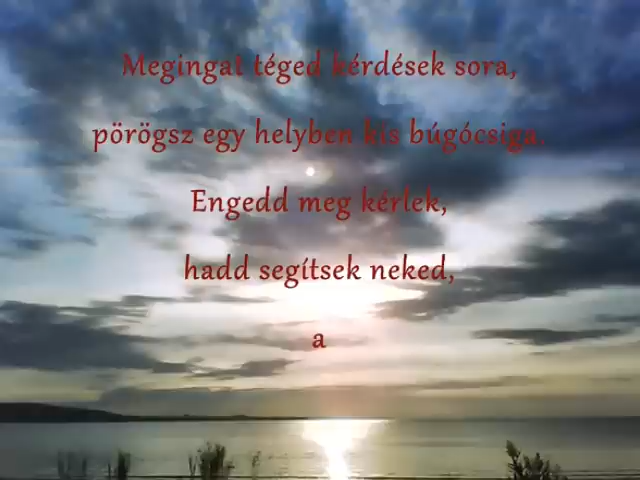 Megingat téged kérdések sora,
pörögsz egy helyben kis búgócsiga.
Engedd meg kérlek,
hadd segítsek neked,
a